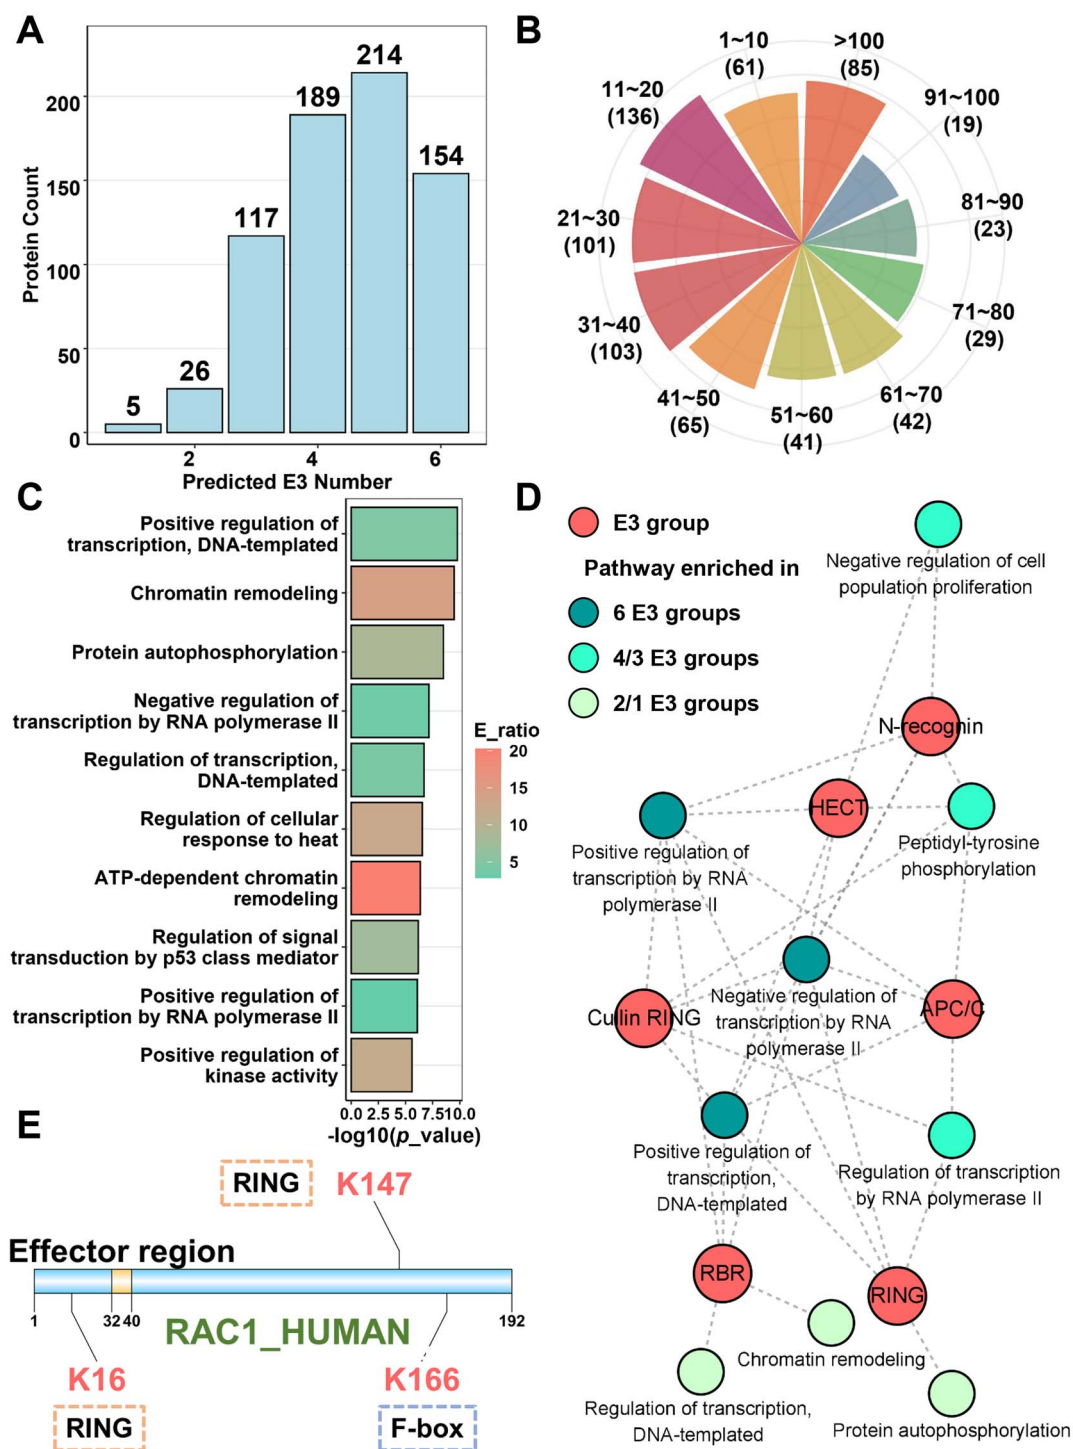 A
Protein Count
200
150
100
50
0
5
26
117
189
214
154
2
4
6
Predicted E3 Number
B
1~10
(61)
>100
(85)
91~100
(19)
81~90
(23)
71~80
(29)
61~70
(42)
51~60
(41)
41~50
(65)
31~40
(103)
21~30
(101)
11~20
(136)
C
Positive regulation of
transcription, DNA-templated
Chromatin remodeling
Protein autophosphorylation
Negative regulation of
transcription by RNA polymerase II
Regulation of transcription,
DNA-templated
Regulation of cellular
response to heat
ATP-dependent chromatin
remodeling
Regulation of signal
transduction by p53 class mediator
Positive regulation of
transcription by RNA polymerase II
Positive regulation of
kinase activity
0.0 2.5 5.0 7.5 10.0
-log10(p_value)
E_ratio
20
15
10
5
D
E3 group
Pathway enriched in
6 E3 groups
4/3 E3 groups
2/1 E3 groups
Negative regulation of cell
population proliferation
N-recognin
HECT
Positive regulation of
transcription by RNA
polymerase II
Peptidyl-tyrosine
phosphorylation
Cullin RING
Negative regulation of
transcription by RNA
polymerase II
APC/C
Positive regulation of
transcription,
DNA-templated
Regulation of transcription
by RNA polymerase II
RBR
RING
Chromatin remodeling
Regulation of transcription,
DNA-templated
Protein autophosphorylation
E
RING
K147
Effector region
1
32
40
192
RAC1_HUMAN
K16
RING
K166
F-box